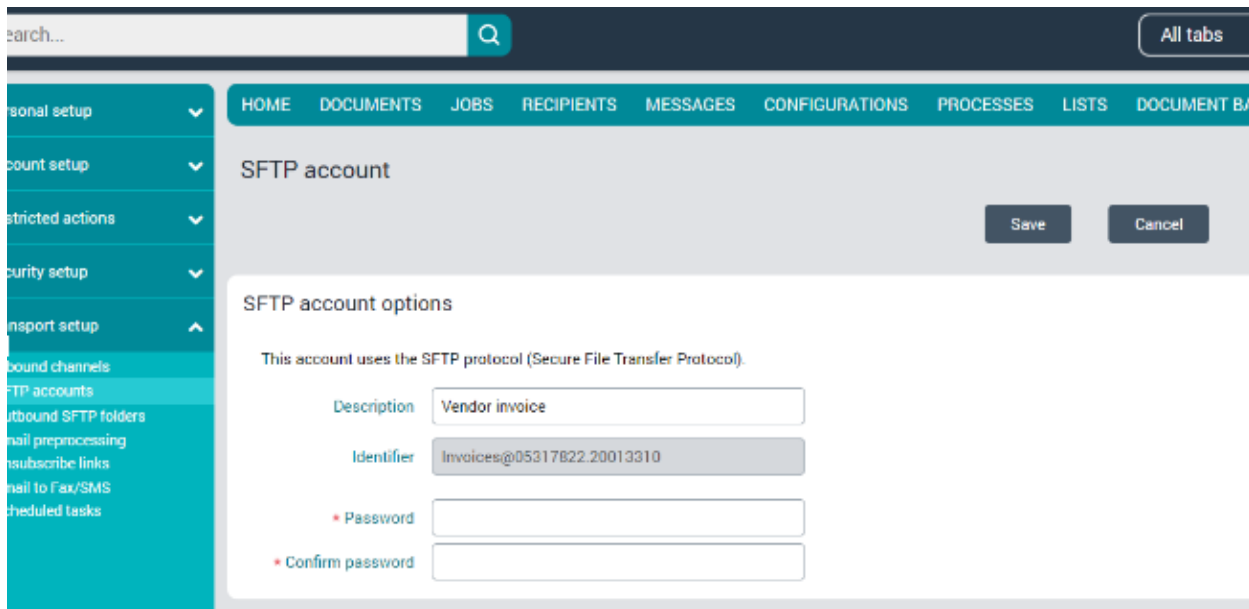 earch...
All tabs
HOME DOCUMENTS JOBS RECIPIENTS MESSAGES CONFIGURATIONS PROCESSES LISTS DOCUMENT BA
rsonal setup
count setup
stricted actions
curity setup
nsport setup
bound channels
FTP accounts
utbound SFTP folders
mail preprocessing
nsubscribe links
mail to Fax/SMS
cheduled tasks
SFTP account
Save Cancel
SFTP account options
This account uses the SFTP protocol (Secure File Transfer Protocol).
Description Vendor invoice
Identifier Invoices@05317822.20013310
* Password
* Confirm password